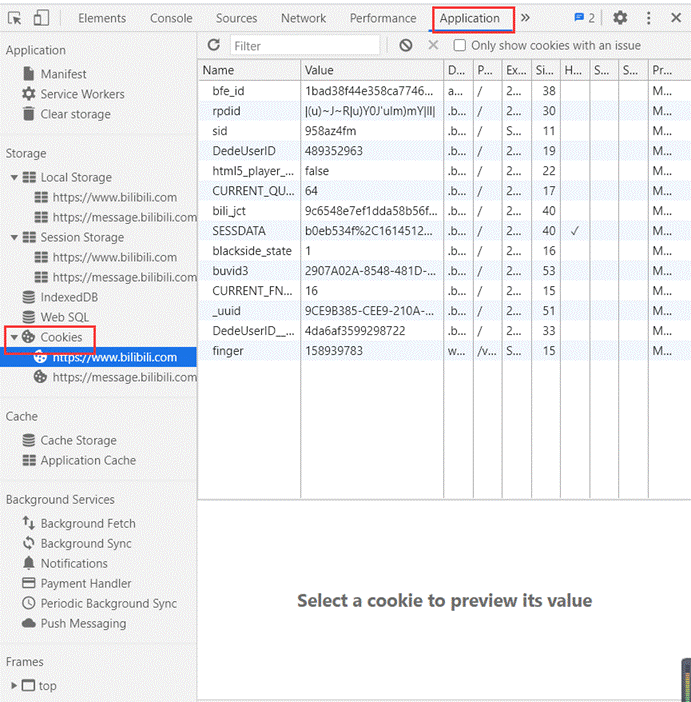 Elements Console Sources Network Performance Application » 2
Application
Manifest
Service Workers
Clear storage
Storage
Local Storage
https://www.bilibili.com
https://message.bilibili.com
Session Storage
https://www.bilibili.com
https://message.bilibili.com
IndexedDB
Web SQL
Cookies
https://www.bilibili.com
https://message.bilibili.com
Cache
Cache Storage
Application Cache
Background Services
Background Fetch
Background Sync
Notifications
Payment Handler
Periodic Background Sync
Push Messaging
Frames
top
Filter Only show cookies with an issue
Name Value D... P... Ex... Si... H... S... S... Pr...
bfe_id 1bad38f44e358ca7746... a... / 2... 38 M...
rpdid .b... / 2... 30 M...
sid 958az4fm .b... / S... 11 M...
DedeUserID 489352963 .b... / 2... 19 M...
html5_player_... false .b... / 2... 22 M...
CURRENT_QU... 64 .b... / 2... 17 M...
bili_jct 9c6548e7ef1dda58b56f... .b... / 2... 40 M...
SESSDATA b0eb534f%2C1614512... .b... / 2... 40 ✓ M...
blackside_state 1 .b... / 2... 16 M...
buvid3 2907A02A-8548-481D-... .b... / 2... 53 M...
CURRENT_FN... 16 .b... / 2... 15 M...
_uuid 9CE9B385-CEE9-210A-... .b... / 2... 51 M...
DedeUserID__... 4da6af3599298722 .b... / 2... 33 M...
finger 158939783 w... /v... S... 15 M...
Select a cookie to preview its value